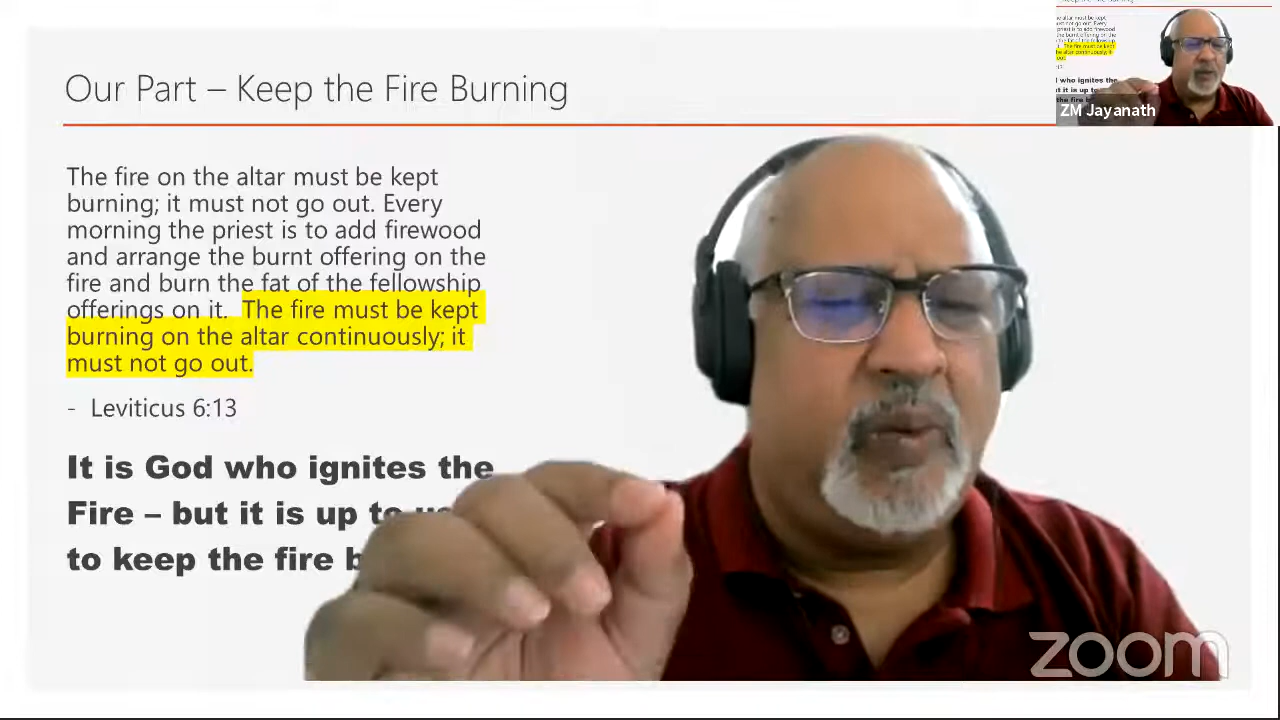 Our Part – Keep the Fire Burning
The fire on the altar must be kept
burning; it must not go out. Every
morning the priest is to add firewood
and arrange the burnt offering on the
fire and burn the fat of the fellowship
offerings on it. The fire must be kept
burning on the altar continuously; it
must not go out.
- Leviticus 6:13
It is God who ignites the
Fire – but it is up to us
to keep the fire
ZM Jayanath
zoom